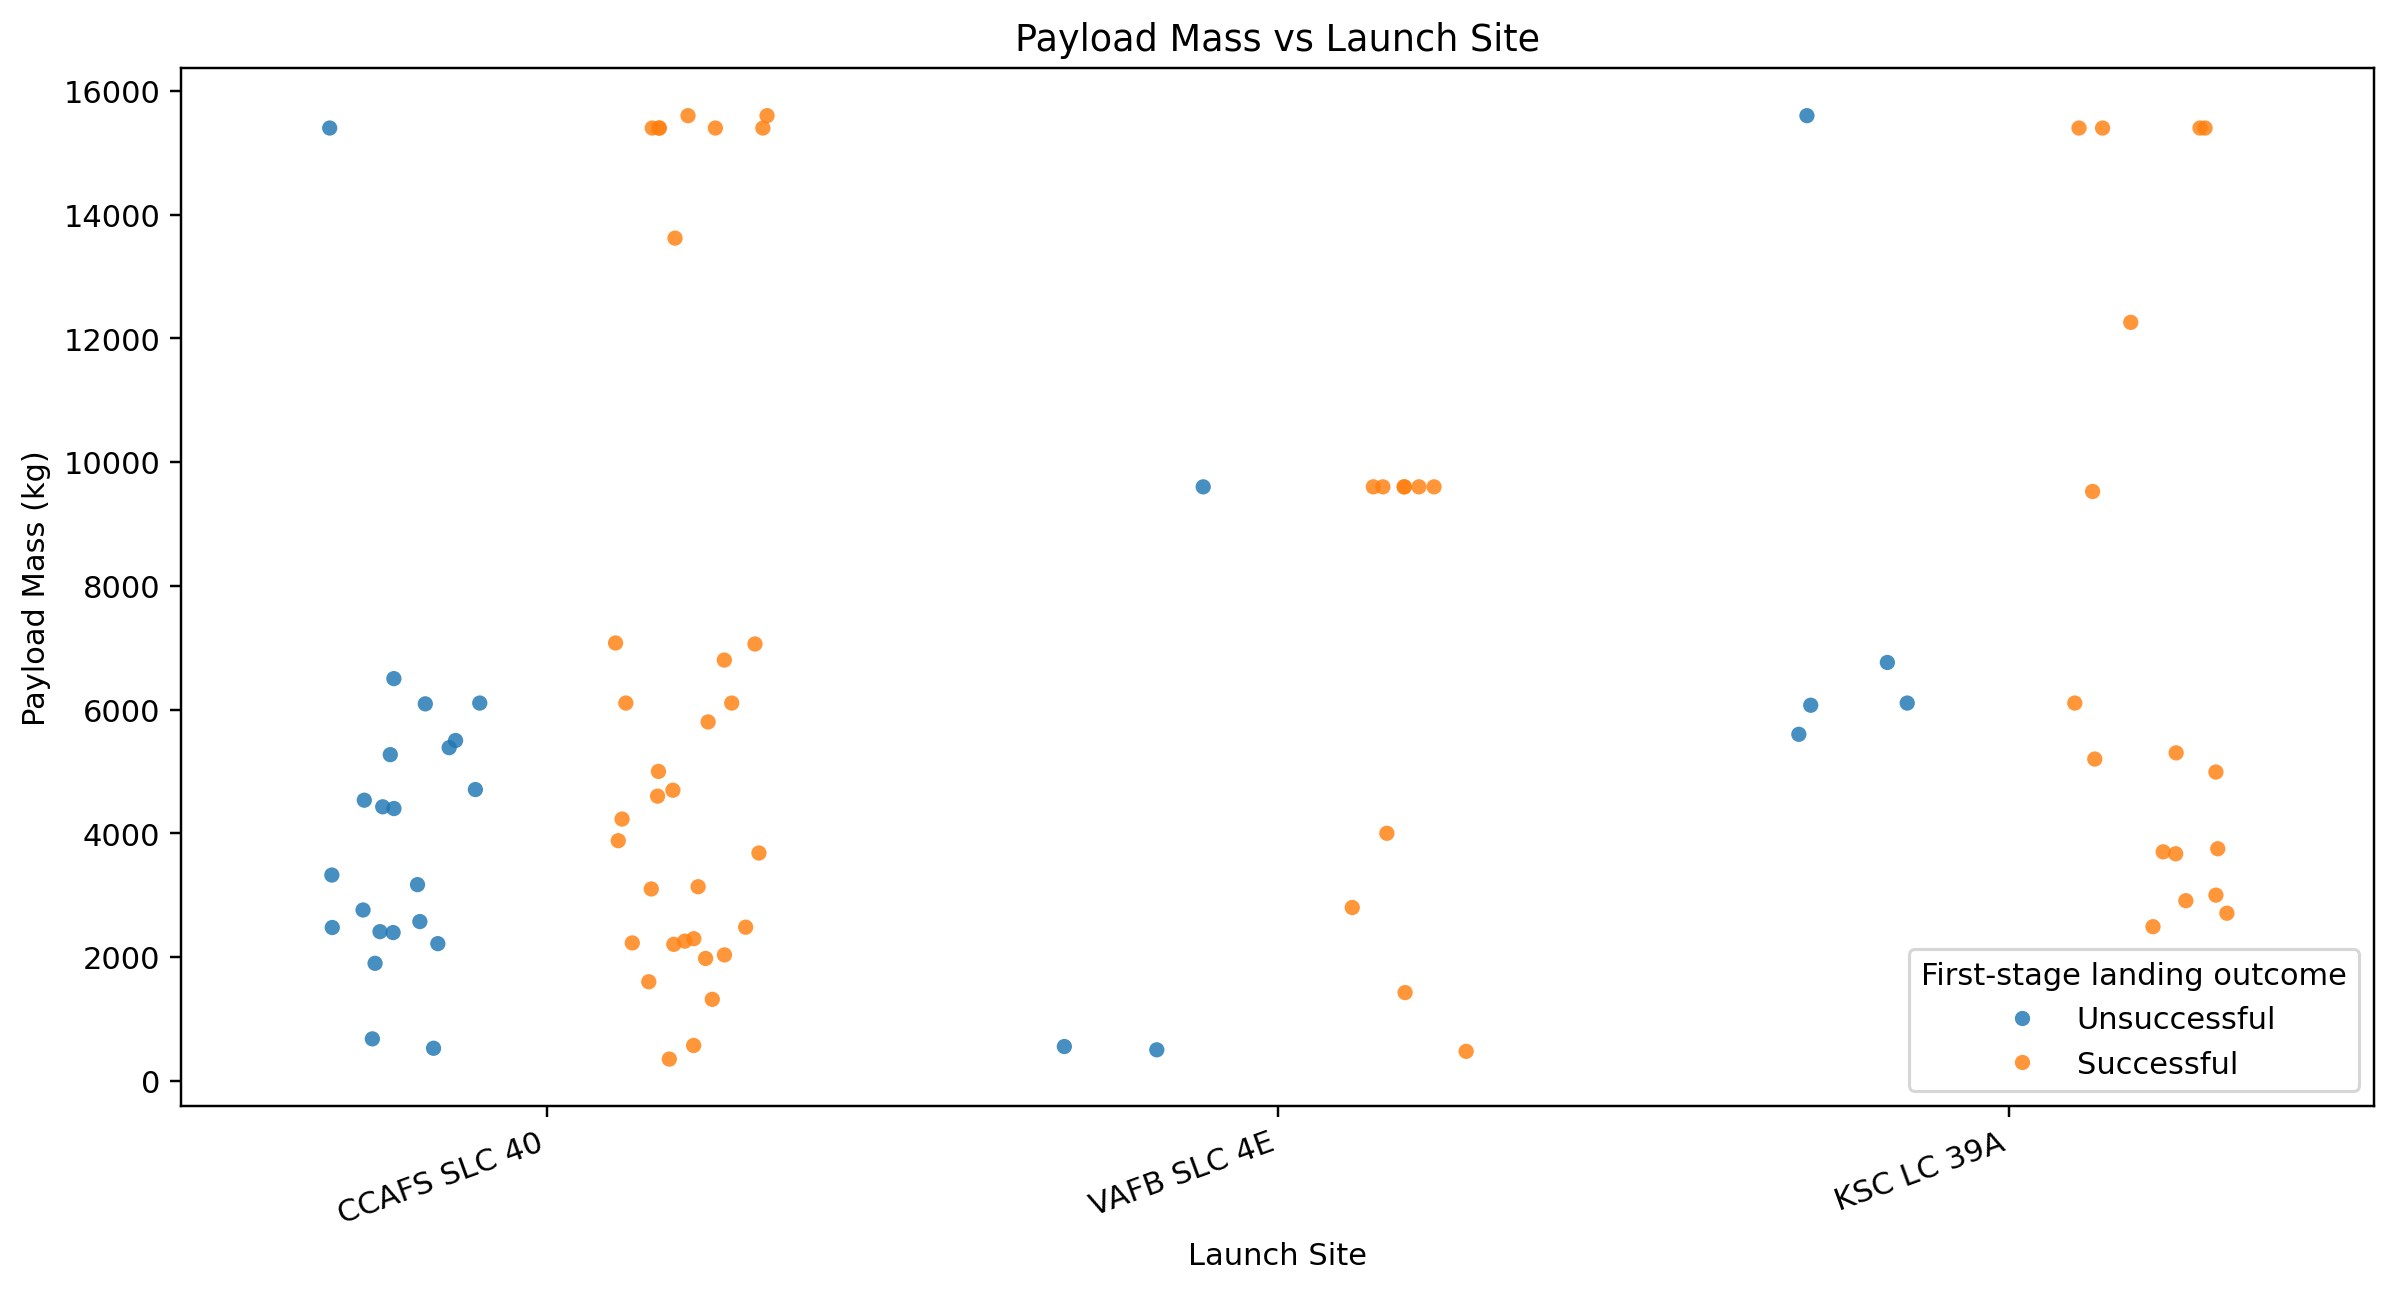 Payload Mass vs Launch Site
Payload Mass (kg)
16000
14000
12000
10000
8000
6000
4000
2000
0
First-stage landing outcome
Unsuccessful
Successful
CCAFS SLC 40
VAFB SLC 4E
KSC LC 39A
Launch Site